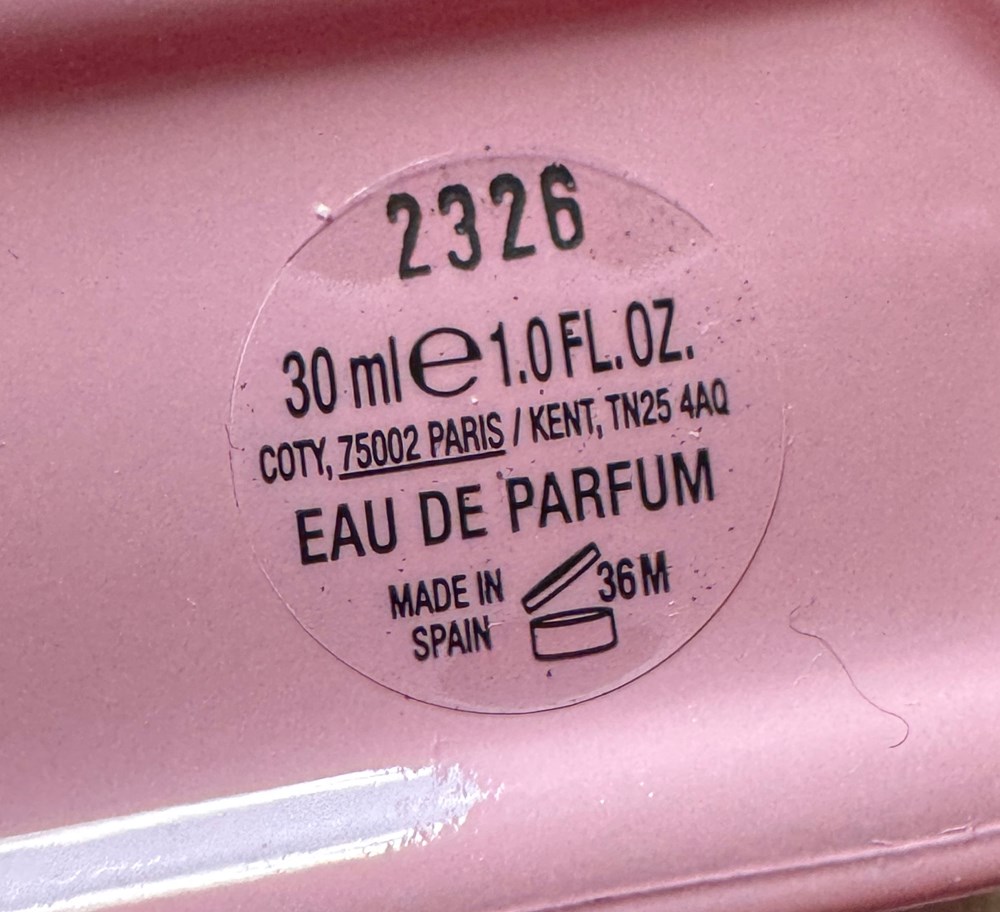 2326
30 ml e 1.0 FL. OZ.
COTY, 75002 PARIS / KENT, TN25 4AQ
EAU DE PARFUM
MADE IN
SPAIN
36 M